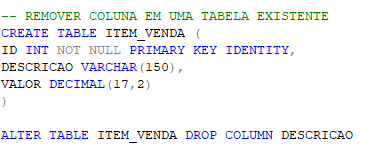 -- REMOVER COLUNA EM UMA TABELA EXISTENTE
CREATE TABLE ITEM_VENDA (
ID INT NOT NULL PRIMARY KEY IDENTITY,
DESCRICAO VARCHAR(150),
VALOR DECIMAL(17,2)
)
ALTER TABLE ITEM_VENDA DROP COLUMN DESCRICAO